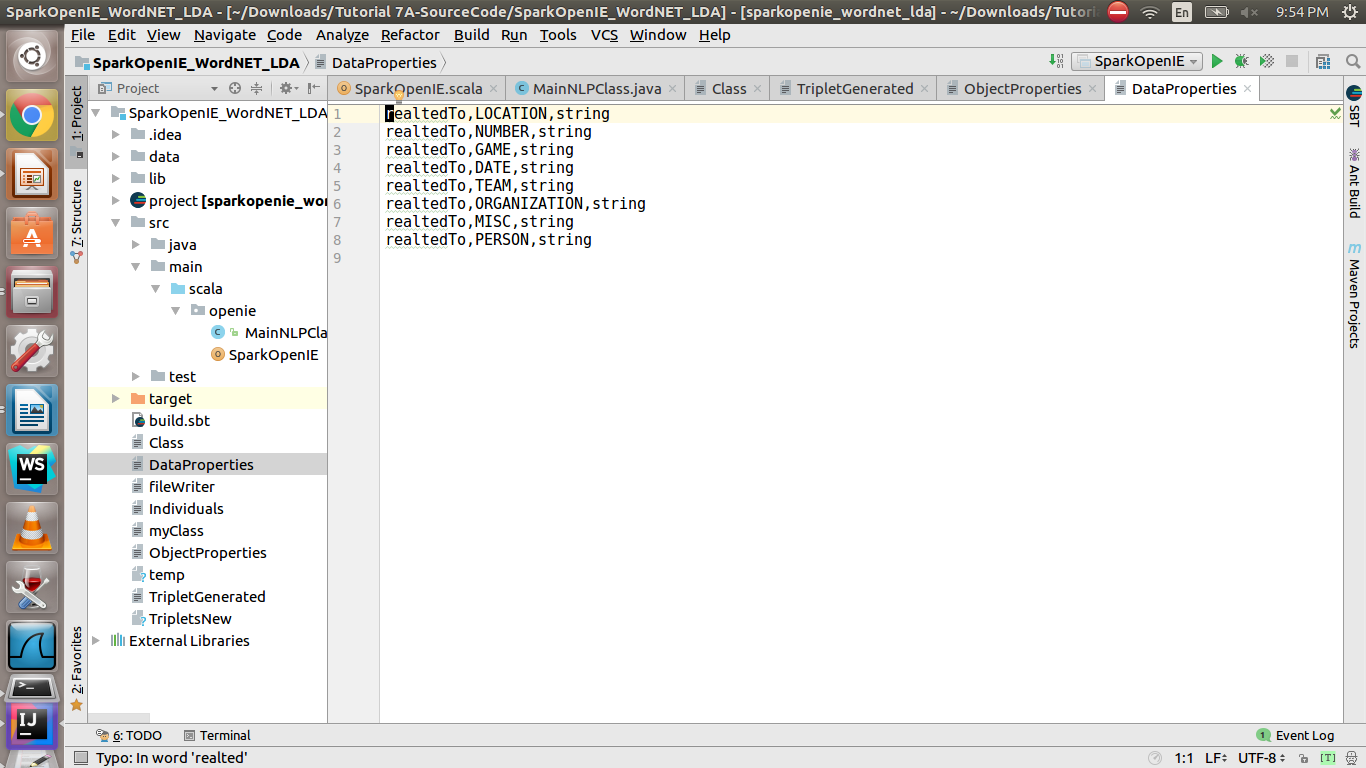 SparkOpenIE_WordNET_LDA - [~/Downloads/Tutorial 7A-SourceCode/SparkOpenIE_WordNET_LDA] - [sparkopenie_wordnet_lda] - ~/Downloads/Tutoria
En
9:54 PM
File Edit View Navigate Code Analyze Refactor Build Run Tools VCS Window Help
SparkOpenIE_WordNET_LDA
DataProperties
SparkOpenIE
Project
SparkOpenIE.scala
MainNLPClass.java
Class
TripletGenerated
ObjectProperties
DataProperties
1: Project
7: Structure
2: Favorites
SparkOpenIE_WordNET_LDA
.idea
data
lib
project [sparkopenie_wor
src
java
main
scala
openie
MainNLPCla
SparkOpenIE
test
target
build.sbt
Class
DataProperties
fileWriter
Individuals
myClass
ObjectProperties
temp
TripletGenerated
TripletsNew
External Libraries
1 realtedTo,LOCATION,string
2 realtedTo,NUMBER,string
3 realtedTo,GAME,string
4 realtedTo,DATE,string
5 realtedTo,TEAM,string
6 realtedTo,ORGANIZATION,string
7 realtedTo,MISC,string
8 realtedTo,PERSON,string
9
SBT
Ant Build
m
Maven Projects
WS
IJ
6: TODO
Terminal
1 Event Log
Typo: In word 'realted'
1:1
LF
UTF-8
[T]